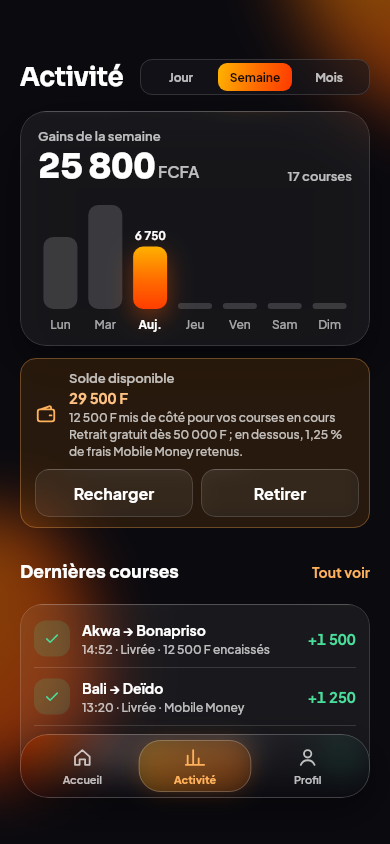 Activité
Jour
Semaine
Mois
Gains de la semaine
25 800 FCFA
17 courses
6 750
Lun
Mar
Auj.
Jeu
Ven
Sam
Dim
Solde disponible
29 500 F
12 500 F mis de côté pour vos courses en cours
Retrait gratuit dès 50 000 F ; en dessous, 1,25 %
de frais Mobile Money retenus.
Recharger
Retirer
Dernières courses
Tout voir
Akwa → Bonapriso
14:52 · Livrée · 12 500 F encaissés
+1 500
Bali → Deïdo
13:20 · Livrée · Mobile Money
+1 250
Accueil
Activité
Profil